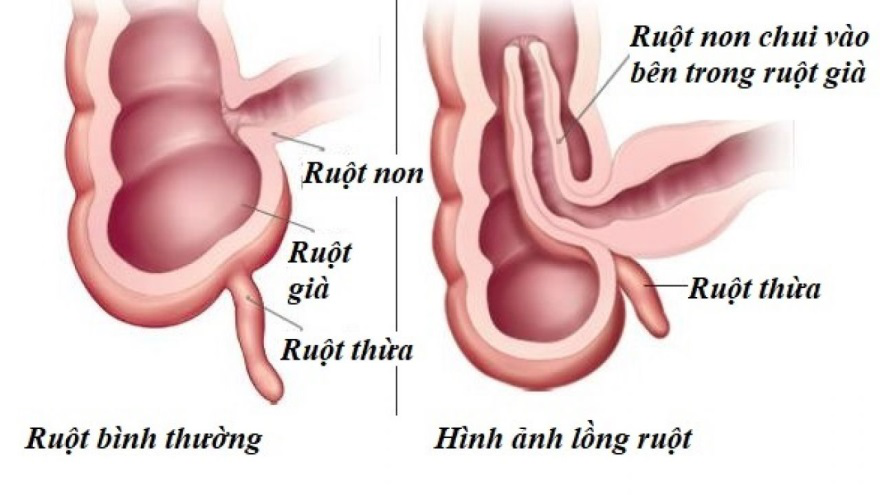 Ruột non
Ruột
già
Ruột thừa
Ruột bình thường
Ruột non chui vào
bên trong ruột già
Ruột thừa
Hình ảnh lồng ruột